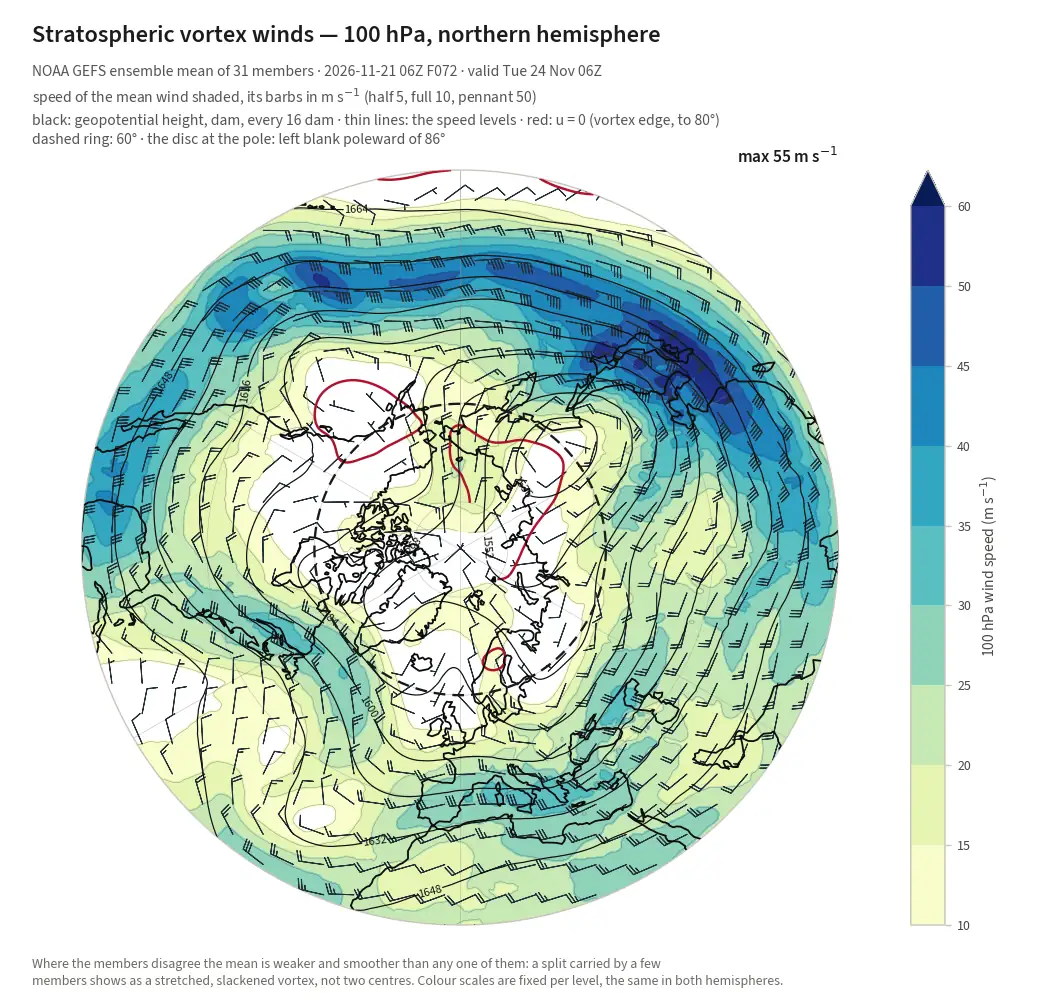 Stratospheric vortex winds — 100 hPa, northern hemisphere
NOAA GEFS ensemble mean of 31 members · 2026-11-21 06Z F072 · valid Tue 24 Nov 06Z
speed of the mean wind shaded, its barbs in m s⁻¹ (half 5, full 10, pennant 50)
black: geopotential height, dam, every 16 dam · thin lines: the speed levels · red: u = 0 (vortex edge, to 80°)
dashed ring: 60° · the disc at the pole: left blank poleward of 86°
max 55 m s⁻¹
1664
60
50
45
1648
1616
40
35
100 hPa wind speed (m s⁻¹)
30
1600
25
20
1632
15
1648
10
Where the members disagree the mean is weaker and smoother than any one of them: a split carried by a few
members shows as a stretched, slackened vortex, not two centres. Colour scales are fixed per level, the same in both hemispheres.